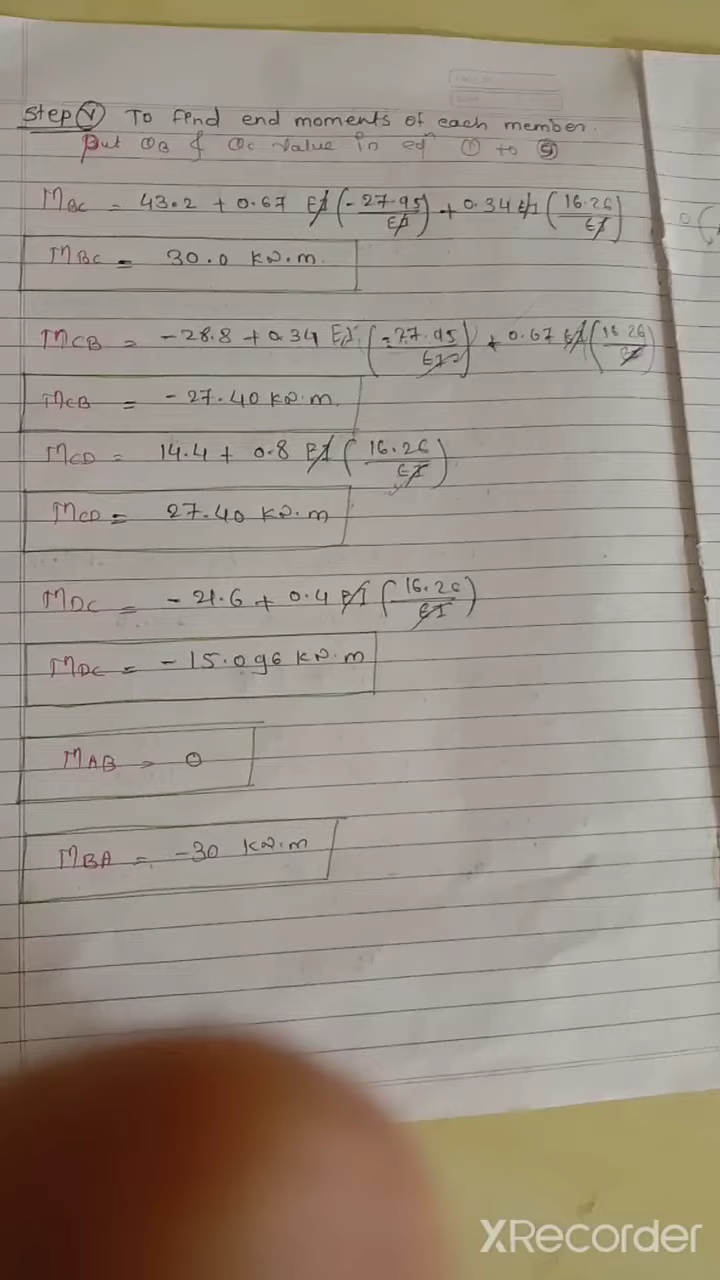 Step (V) To find end moments of each member.
Put θB & θC value in eqn ① to ⑤
MBC = 43.2 + 0.67 EI (-27.95/EI) + 0.34 EI (16.26/EI)
MBC = 30.0 KN.m.
MCB = -28.8 + 0.34 EI (-27.95/EI) + 0.67 EI (16.26/EI)
MCB = -27.40 KN.m.
MCD = 14.4 + 0.8 EI (16.26/EI)
MCD = 27.40 KN.m
MDC = -21.6 + 0.4 EI (16.26/EI)
MDC = -15.096 KN.m
MAB = 0
MBA = -30 KN.m
XRecorder